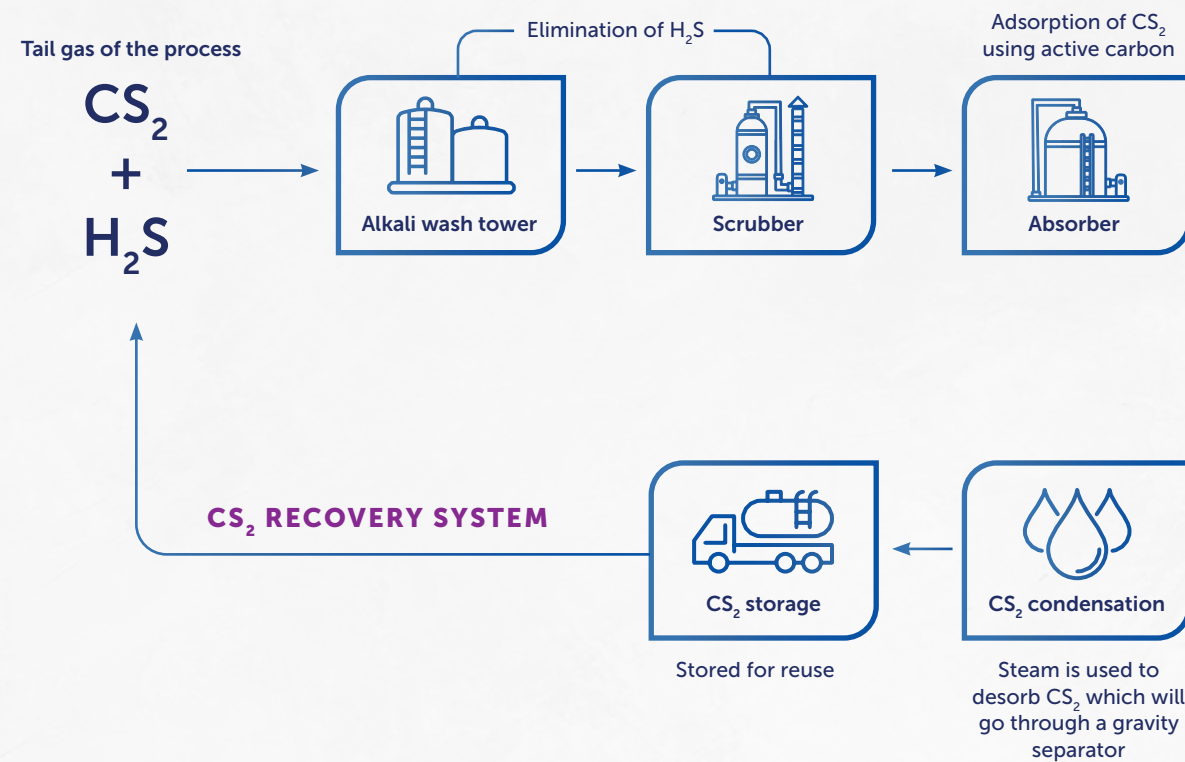 Tail gas of the process
CS₂
+
H₂S
Elimination of H₂S
Alkali wash tower
Scrubber
Adsorption of CS₂
using active carbon
Absorber
CS₂ RECOVERY SYSTEM
CS₂ storage
Stored for reuse
CS₂ condensation
Steam is used to
desorb CS₂ which will
go through a gravity
separator